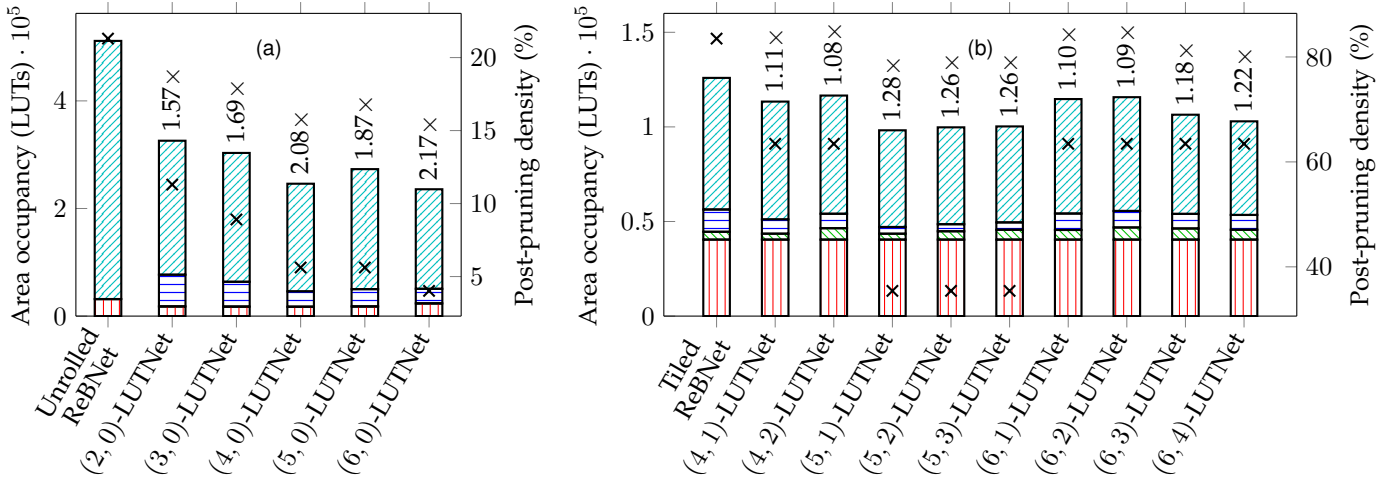 (a)
Area occupancy (LUTs) · 10⁵
0
2
4
Post-pruning density (%)
5
10
15
20
1.57×
1.69×
2.08×
1.87×
2.17×
Unrolled
ReBNet
(2, 0)-LUTNet
(3, 0)-LUTNet
(4, 0)-LUTNet
(5, 0)-LUTNet
(6, 0)-LUTNet
(b)
Area occupancy (LUTs) · 10⁵
0
0.5
1
1.5
Post-pruning density (%)
40
60
80
1.11×
1.08×
1.28×
1.26×
1.26×
1.10×
1.09×
1.18×
1.22×
Tiled
ReBNet
(4, 1)-LUTNet
(4, 2)-LUTNet
(5, 1)-LUTNet
(5, 2)-LUTNet
(5, 3)-LUTNet
(6, 1)-LUTNet
(6, 2)-LUTNet
(6, 3)-LUTNet
(6, 4)-LUTNet